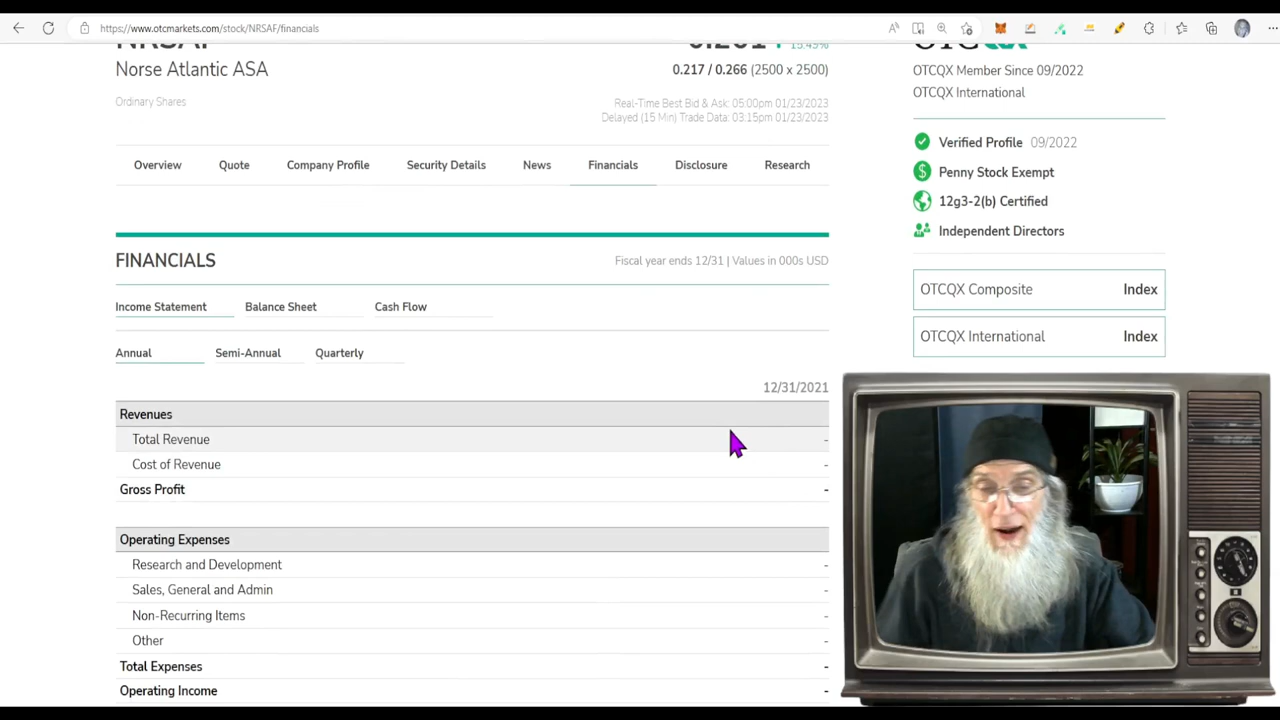 https://www.otcmarkets.com/stock/NRSAF/financials
NRSAF
0.261
15.49%
Norse Atlantic ASA
0.217 / 0.266 (2500 x 2500)
Ordinary Shares
Real-Time Best Bid & Ask: 05:00pm 01/23/2023
Delayed (15 Min) Trade Data: 03:15pm 01/23/2023
Overview Quote Company Profile Security Details News Financials Disclosure Research
FINANCIALS
Fiscal year ends 12/31 | Values in 000s USD
Income Statement Balance Sheet Cash Flow
Annual Semi-Annual Quarterly
12/31/2021
Revenues
Total Revenue -
Cost of Revenue -
Gross Profit -
Operating Expenses
Research and Development -
Sales, General and Admin -
Non-Recurring Items -
Other -
Total Expenses -
Operating Income -
OTCQX
OTCQX Member Since 09/2022
OTCQX International
Verified Profile 09/2022
Penny Stock Exempt
12g3-2(b) Certified
Independent Directors
OTCQX Composite Index
OTCQX International Index